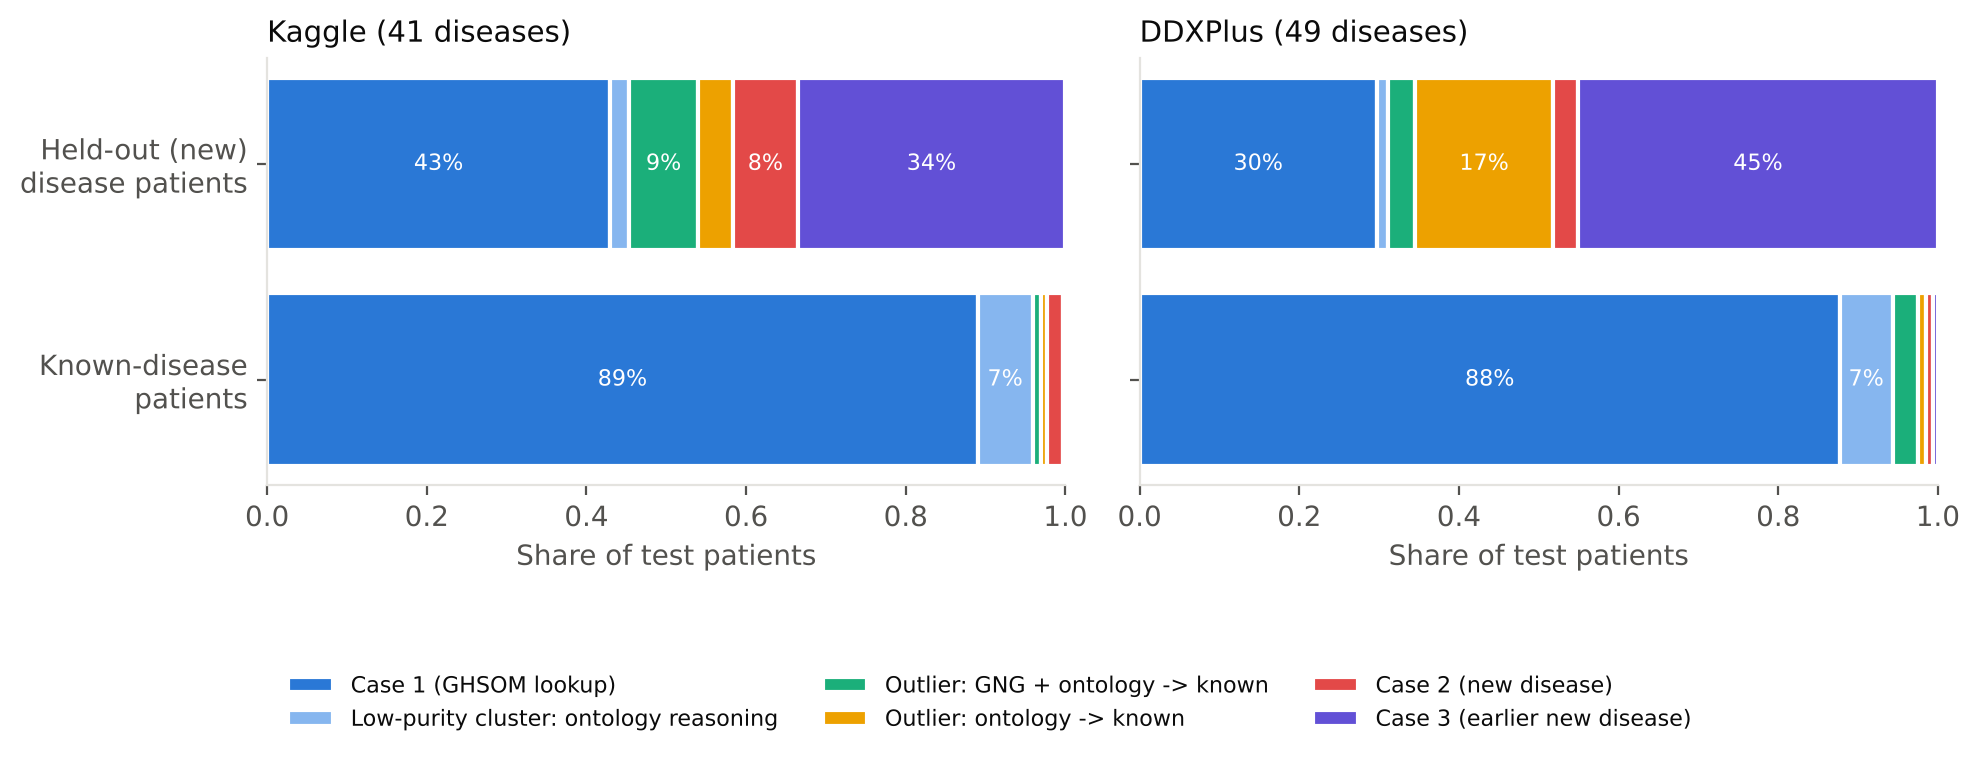 Kaggle (41 diseases)
DDXPlus (49 diseases)
Held-out (new)
disease patients
43%
9%
8%
34%
30%
17%
45%
Known-disease
patients
89%
7%
88%
7%
0.0 0.2 0.4 0.6 0.8 1.0
0.0 0.2 0.4 0.6 0.8 1.0
Share of test patients
Share of test patients
Case 1 (GHSOM lookup)
Low-purity cluster: ontology reasoning
Outlier: GNG + ontology -> known
Outlier: ontology -> known
Case 2 (new disease)
Case 3 (earlier new disease)